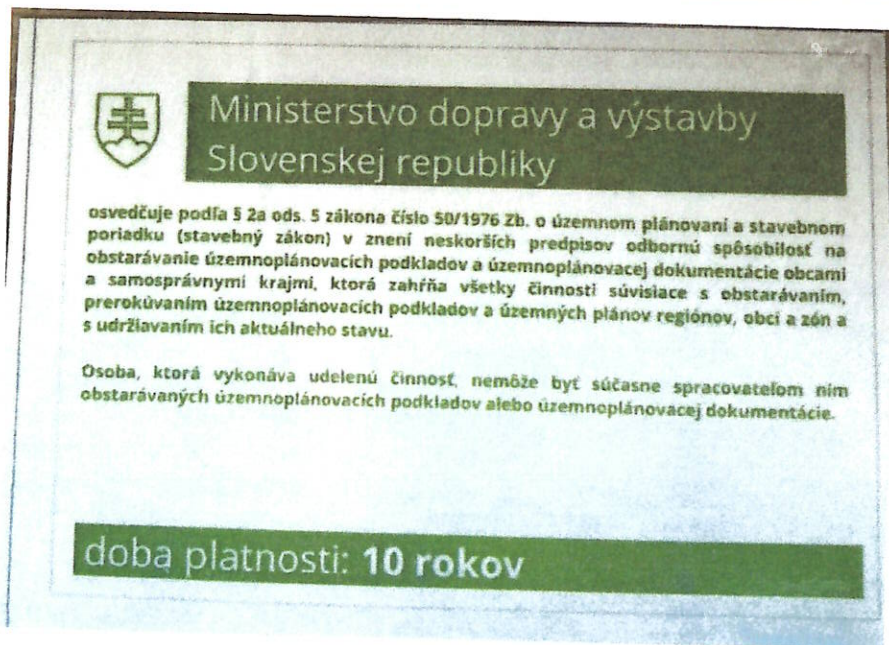 Ministerstvo dopravy a výstavby
Slovenskej republiky
osvedčuje podľa § 2a ods. 5 zákona číslo 50/1976 Zb. o územnom plánovaní a stavebnom
poriadku (stavebný zákon) v znení neskorších predpisov odbornú spôsobilosť na
obstarávanie územnoplánovacích podkladov a územnoplánovacej dokumentácie obcami
a samosprávnymi krajmi, ktorá zahŕňa všetky činnosti súvisiace s obstarávaním,
prerokúvaním územnoplánovacích podkladov a územných plánov regiónov, obcí a zón a
s udržiavaním ich aktuálneho stavu.
Osoba, ktorá vykonáva udelenú činnosť, nemôže byť súčasne spracovateľom ním
obstarávaných územnoplánovacích podkladov alebo územnoplánovacej dokumentácie.
doba platnosti: 10 rokov